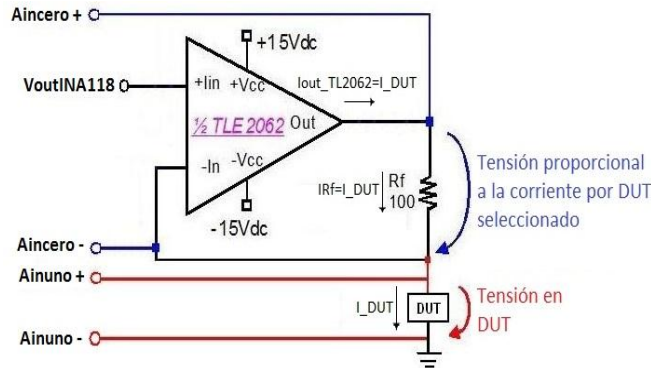 Aincero +
+15Vdc
VoutINA118
+Iin +Vcc
Iout_TL2062=I_DUT
½ TLE 2062 Out
-In -Vcc
-15Vdc
IRf=I_DUT
Rf
100
Tensión proporcional
a la corriente por DUT
seleccionado
Aincero -
Ainuno +
I_DUT
DUT
Tensión en
DUT
Ainuno -